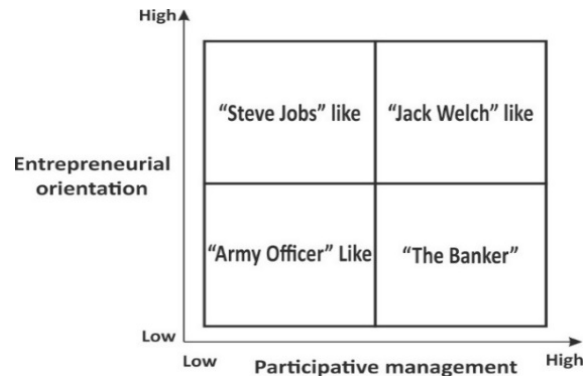 High
“Steve Jobs” like
“Jack Welch” like
Entrepreneurial
orientation
“Army Officer” Like
“The Banker”
Low
Low
Participative management
High